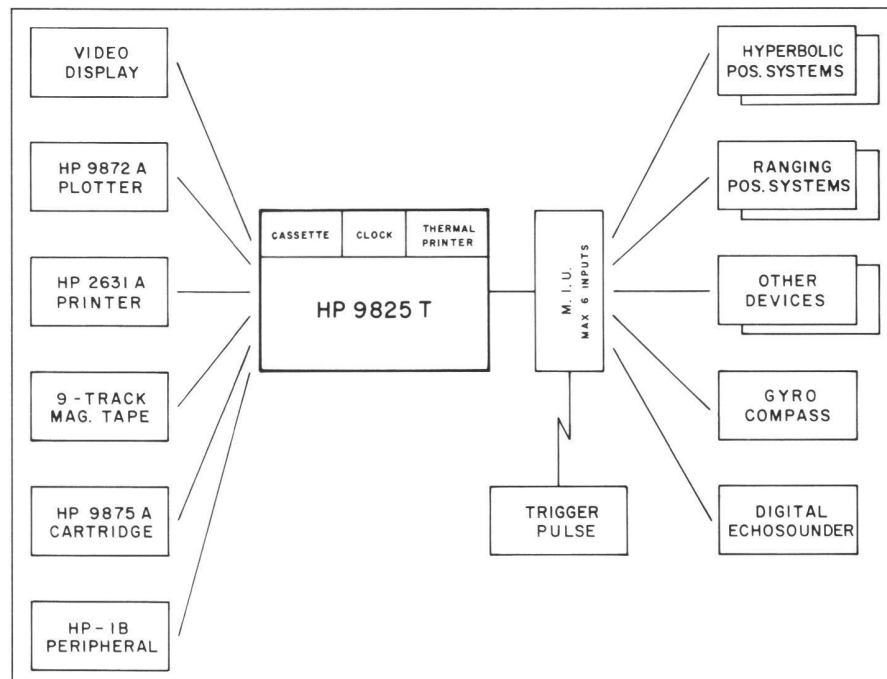 VIDEO
DISPLAY
HP 9872 A
PLOTTER
HP 2631 A
PRINTER
9-TRACK
MAG. TAPE
HP 9875 A
CARTRIDGE
HP-1B
PERIPHERAL
CASSETTE
CLOCK
THERMAL
PRINTER
HP 9825 T
M. I. U.
MAX 6 INPUTS
TRIGGER
PULSE
HYPERBOLIC
POS. SYSTEMS
RANGING
POS. SYSTEMS
OTHER
DEVICES
GYRO
COMPASS
DIGITAL
ECHOSOUNDER